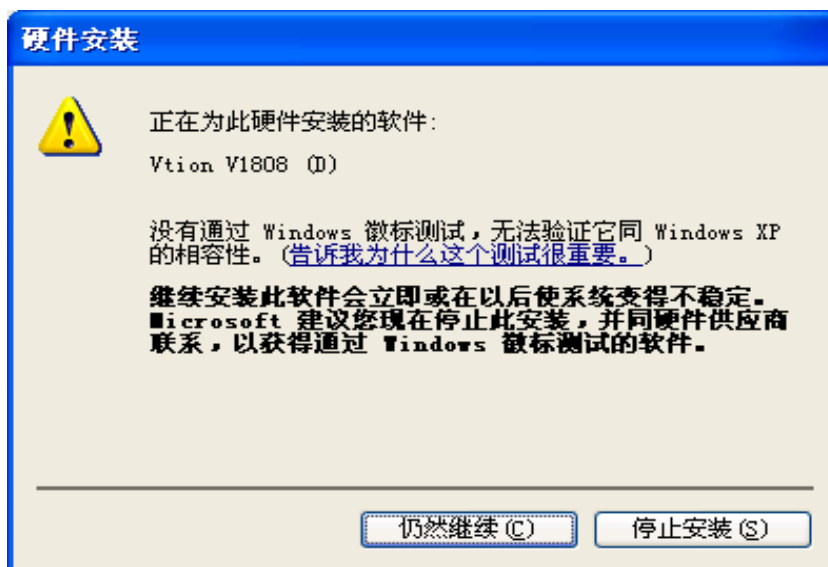 硬件安装
正在为此硬件安装的软件:
Vtion V1808 (D)
没有通过 Windows 徽标测试，无法验证它同 Windows XP
的相容性。(告诉我为什么这个测试很重要。)
继续安装此软件会立即或在以后使系统变得不稳定。
Microsoft 建议您现在停止此安装，并同硬件供应商
联系，以获得通过 Windows 徽标测试的软件。
仍然继续(C) 停止安装(S)